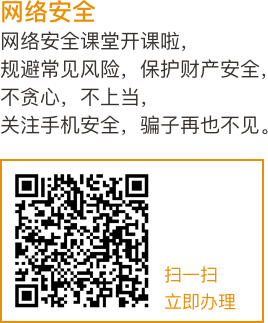 网络安全
网络安全课堂开课啦，
规避常见风险，保护财产安全，
不贪心，不上当，
关注手机安全，骗子再也不见。
扫一扫
立即办理